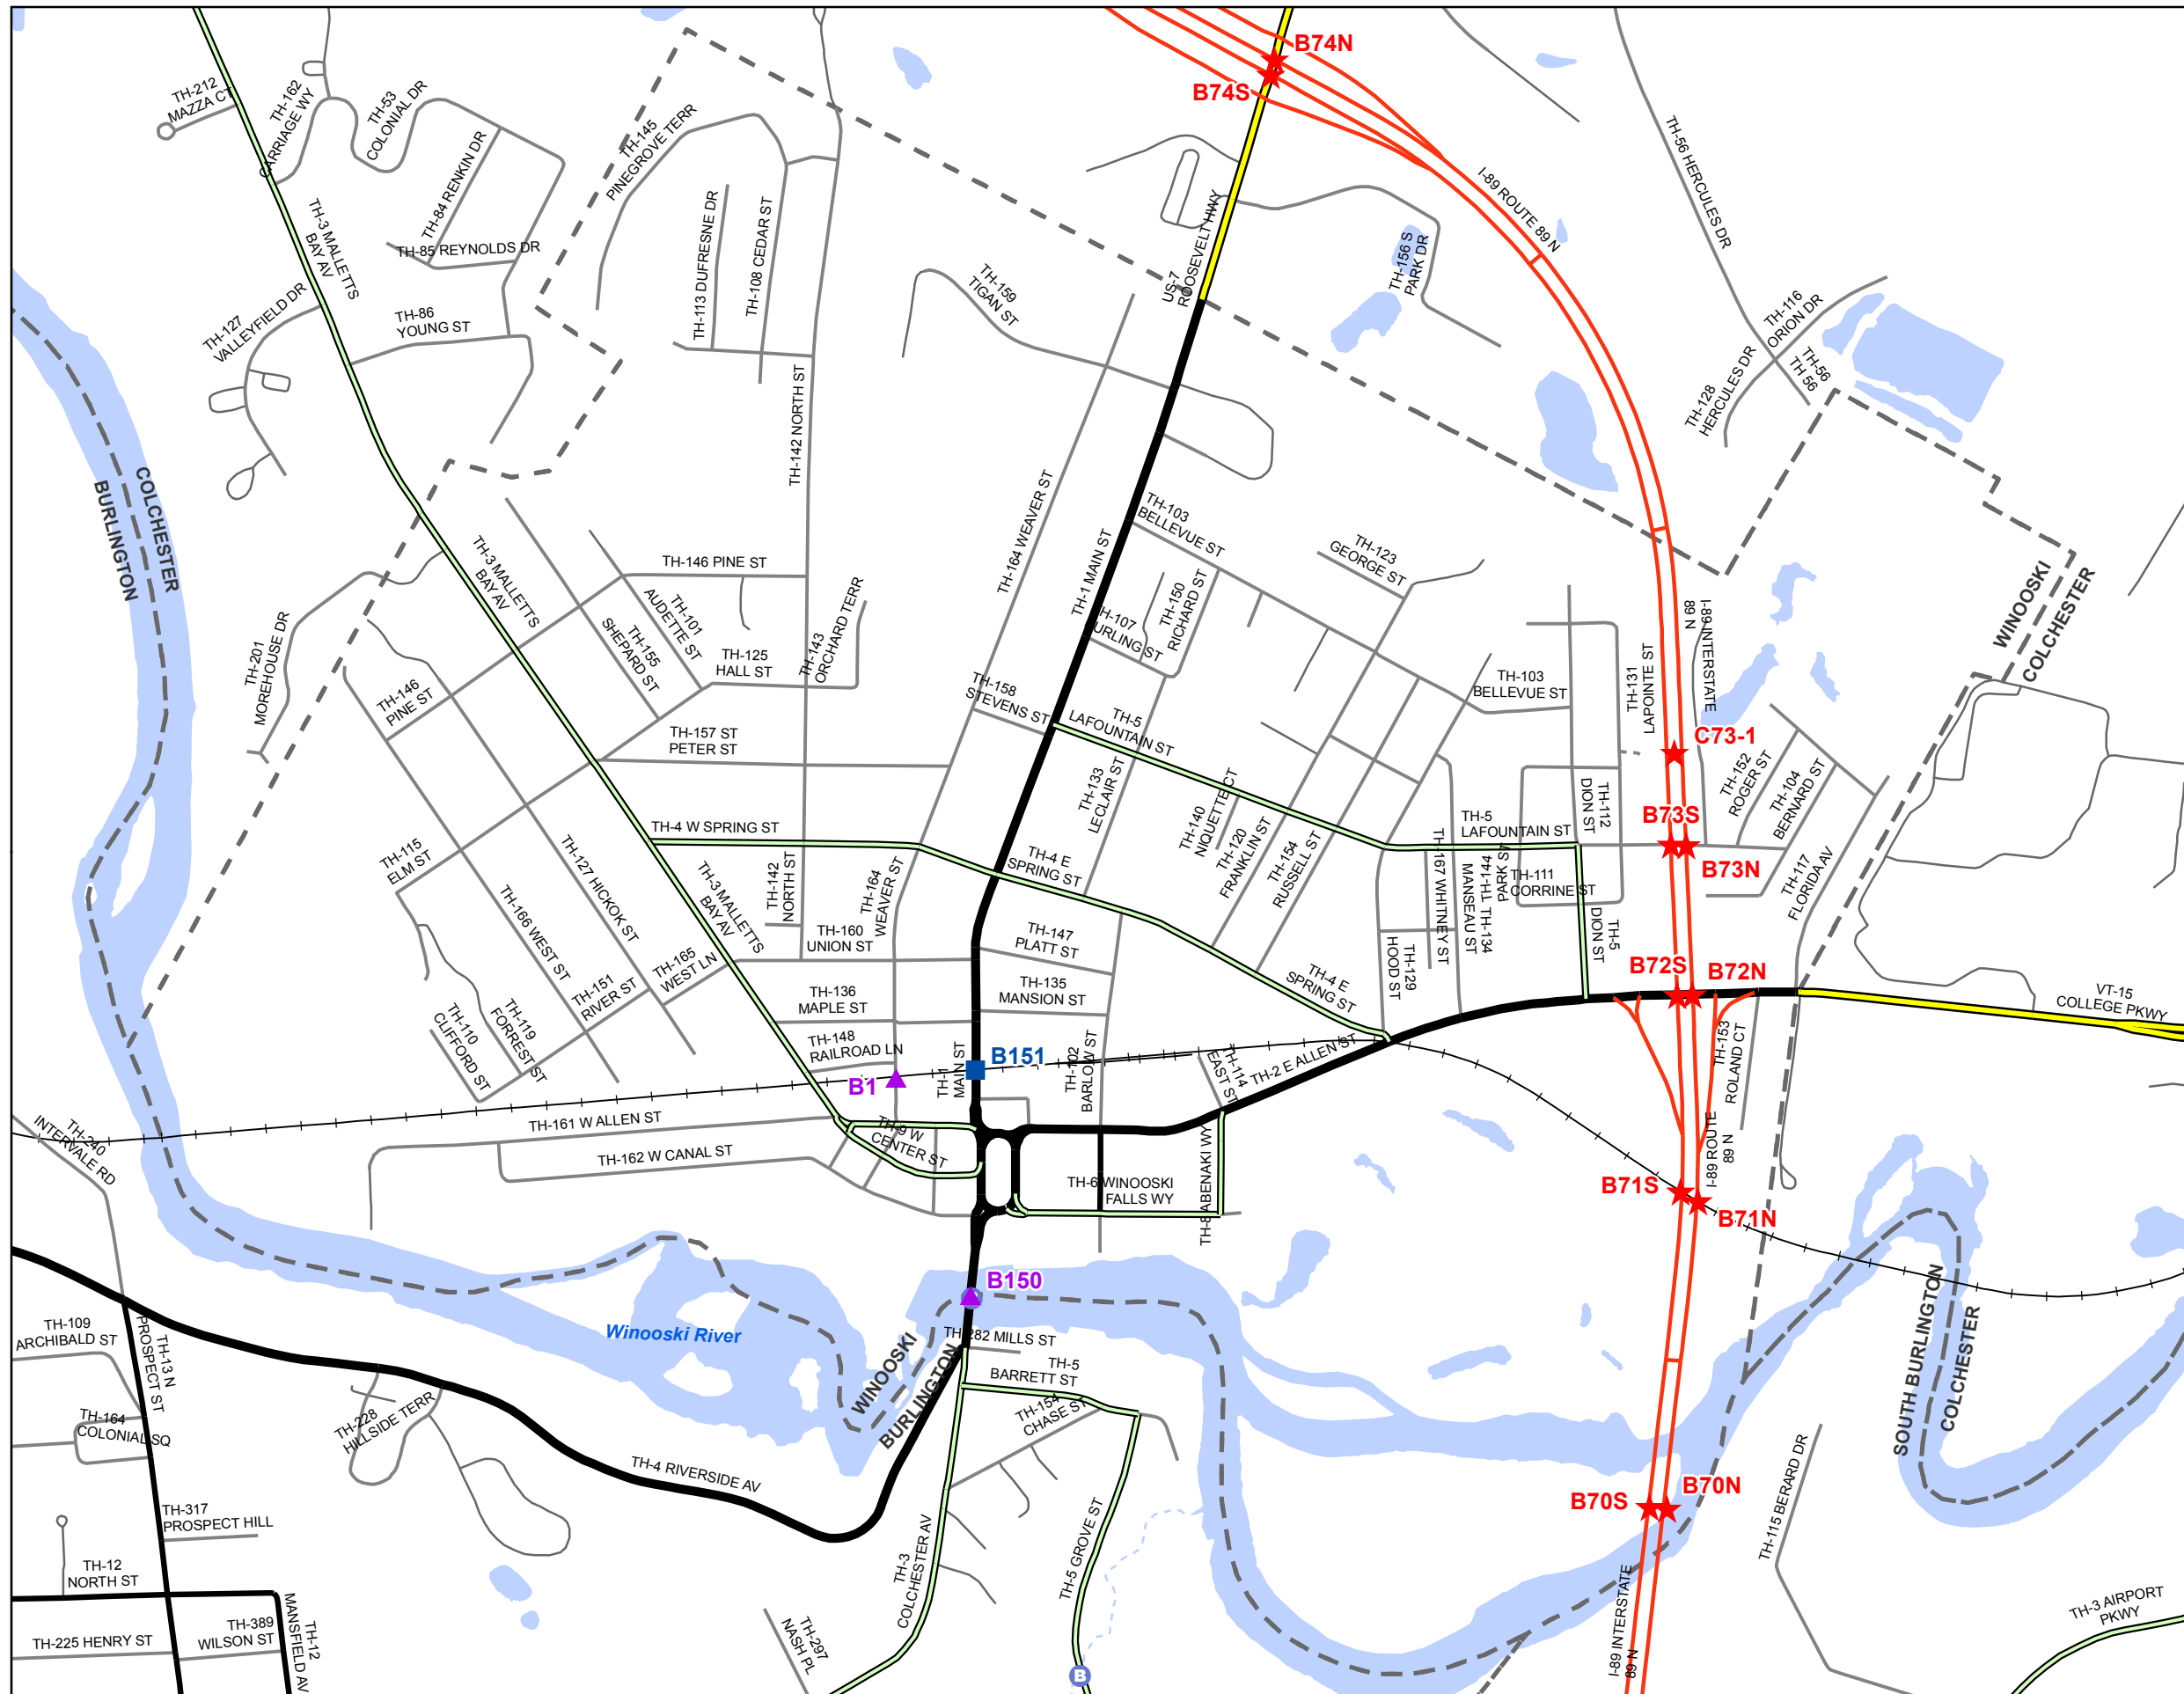 B74N
B74S
TH-212
MAZZA CT
TH-162
CARRIAGE WY
TH-53
COLONIAL DR
TH-84 RENKIN DR
TH-85 REYNOLDS DR
TH-145
PINEGROVE TERR
TH-113 DUFRESNE DR
TH-108 CEDAR ST
TH-3 MALLETTS
BAY AV
TH-127
VALLEYFIELD DR
TH-86
YOUNG ST
TH-142 NORTH ST
TH-159
TIGAN ST
US-7
ROOSEVELT HWY
TH-156 S
PARK DR
I-89 ROUTE 89 N
TH-56 HERCULES DR
TH-116
ORION DR
TH-56
TH 56
TH-128
HERCULES DR
COLCHESTER
BURLINGTON
TH-164 WEAVER ST
TH-1 MAIN ST
TH-103
BELLEVUE ST
TH-123
GEORGE ST
TH-150
RICHARD ST
TH-146 PINE ST
TH-3 MALLETTS
BAY AV
TH-101
AUDETTE ST
TH-155
SHEPARD ST
TH-125
HALL ST
TH-143
ORCHARD TERR
TH-201
MOREHOUSE DR
TH-146
PINE ST
TH-157 ST
PETER ST
TH-158
STEVENS ST
TH-5
LAFOUNTAIN ST
TH-103
BELLEVUE ST
TH-131
LAPOINTE ST
I-89 INTERSTATE
89 N
WINOOSKI
COLCHESTER
C73-1
TH-152
ROGER ST
TH-104
BERNARD ST
TH-133
LECLAIR ST
TH-140
NIQUETTE CT
TH-120
FRANKLIN ST
TH-154
RUSSELL ST
TH-5
LAFOUNTAIN ST
TH-112
DION ST
B73S
B73N
TH-4 W SPRING ST
TH-4 E
SPRING ST
TH-115
ELM ST
TH-127 HICKOK ST
TH-166 WEST ST
TH-3 MALLETTS
BAY AV
TH-142
NORTH ST
TH-164
WEAVER ST
TH-160
UNION ST
TH-147
PLATT ST
TH-167 WHITNEY ST
TH-134
MANSEAU ST
TH-144
PARK ST
TH-111
CORRINE ST
TH-117
FLORIDA AV
TH-5
DION ST
TH-129
HOOD ST
B72S
B72N
VT-15
COLLEGE PKWY
TH-165
WEST LN
TH-151
RIVER ST
TH-136
MAPLE ST
TH-135
MANSION ST
TH-4 E
SPRING ST
TH-110
CLIFFORD ST
TH-119
FORREST ST
TH-148
RAILROAD LN
B1
TH-1
MAIN ST
B151
TH-102
BARLOW ST
TH-114
EAST ST
TH-2 E ALLEN ST
TH-153
ROLAND CT
TH-240
INTERVALE RD
TH-161 W ALLEN ST
TH-162 W CANAL ST
TH-9 W
CENTER ST
TH-6 WINOOSKI
FALLS WY
TH-8 ABENAKI WY
I-89 ROUTE
89 N
B71S
B71N
B150
Winooski River
WINOOSKI
BURLINGTON
TH-282 MILLS ST
TH-5
BARRETT ST
TH-154
CHASE ST
SOUTH BURLINGTON
COLCHESTER
TH-109
ARCHIBALD ST
TH-13 N
PROSPECT ST
TH-164
COLONIAL SQ
TH-228
HILLSIDE TERR
TH-4 RIVERSIDE AV
B70S
B70N
TH-115 BERARD DR
TH-317
PROSPECT HILL
TH-12
NORTH ST
TH-3
COLCHESTER AV
TH-5 GROVE ST
TH-225 HENRY ST
TH-389
WILSON ST
TH-12
MANSFIELD AV
TH-297
NASH PL
B
I-89 INTERSTATE
89 N
TH-3 AIRPORT
PKWY